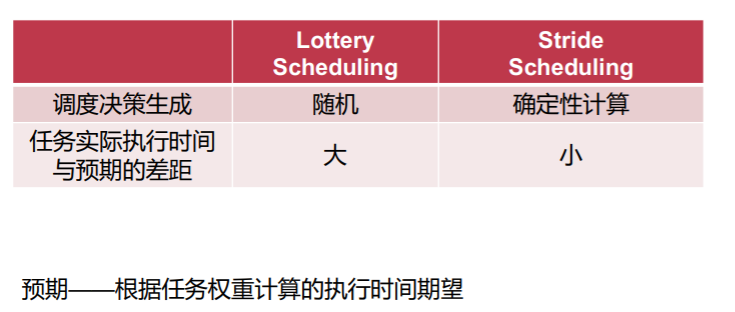 Lottery
Scheduling
Stride
Scheduling
调度决策生成
随机
确定性计算
任务实际执行时间
与预期的差距
大
小
预期——根据任务权重计算的执行时间期望